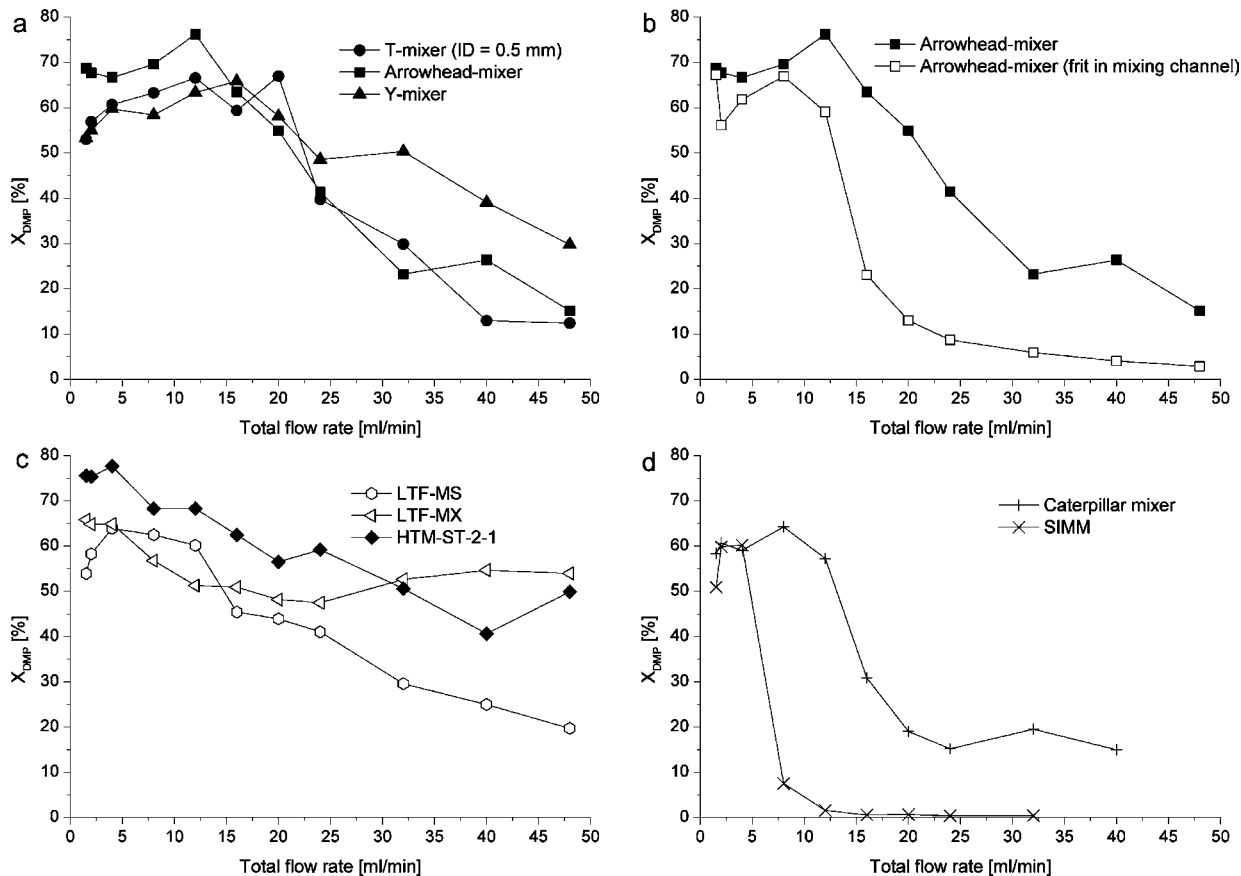 a
80
70
60
50
40
30
20
10
0
X_DMP [%]
T-mixer (ID = 0.5 mm)
Arrowhead-mixer
Y-mixer
0 5 10 15 20 25 30 35 40 45 50
Total flow rate [ml/min]
b
80
70
60
50
40
30
20
10
0
X_DMP [%]
Arrowhead-mixer
Arrowhead-mixer (frit in mixing channel)
0 5 10 15 20 25 30 35 40 45 50
Total flow rate [ml/min]
c
80
70
60
50
40
30
20
10
0
X_DMP [%]
LTF-MS
LTF-MX
HTM-ST-2-1
0 5 10 15 20 25 30 35 40 45 50
Total flow rate [ml/min]
d
80
70
60
50
40
30
20
10
0
X_DMP [%]
Caterpillar mixer
SIMM
0 5 10 15 20 25 30 35 40 45 50
Total flow rate [ml/min]